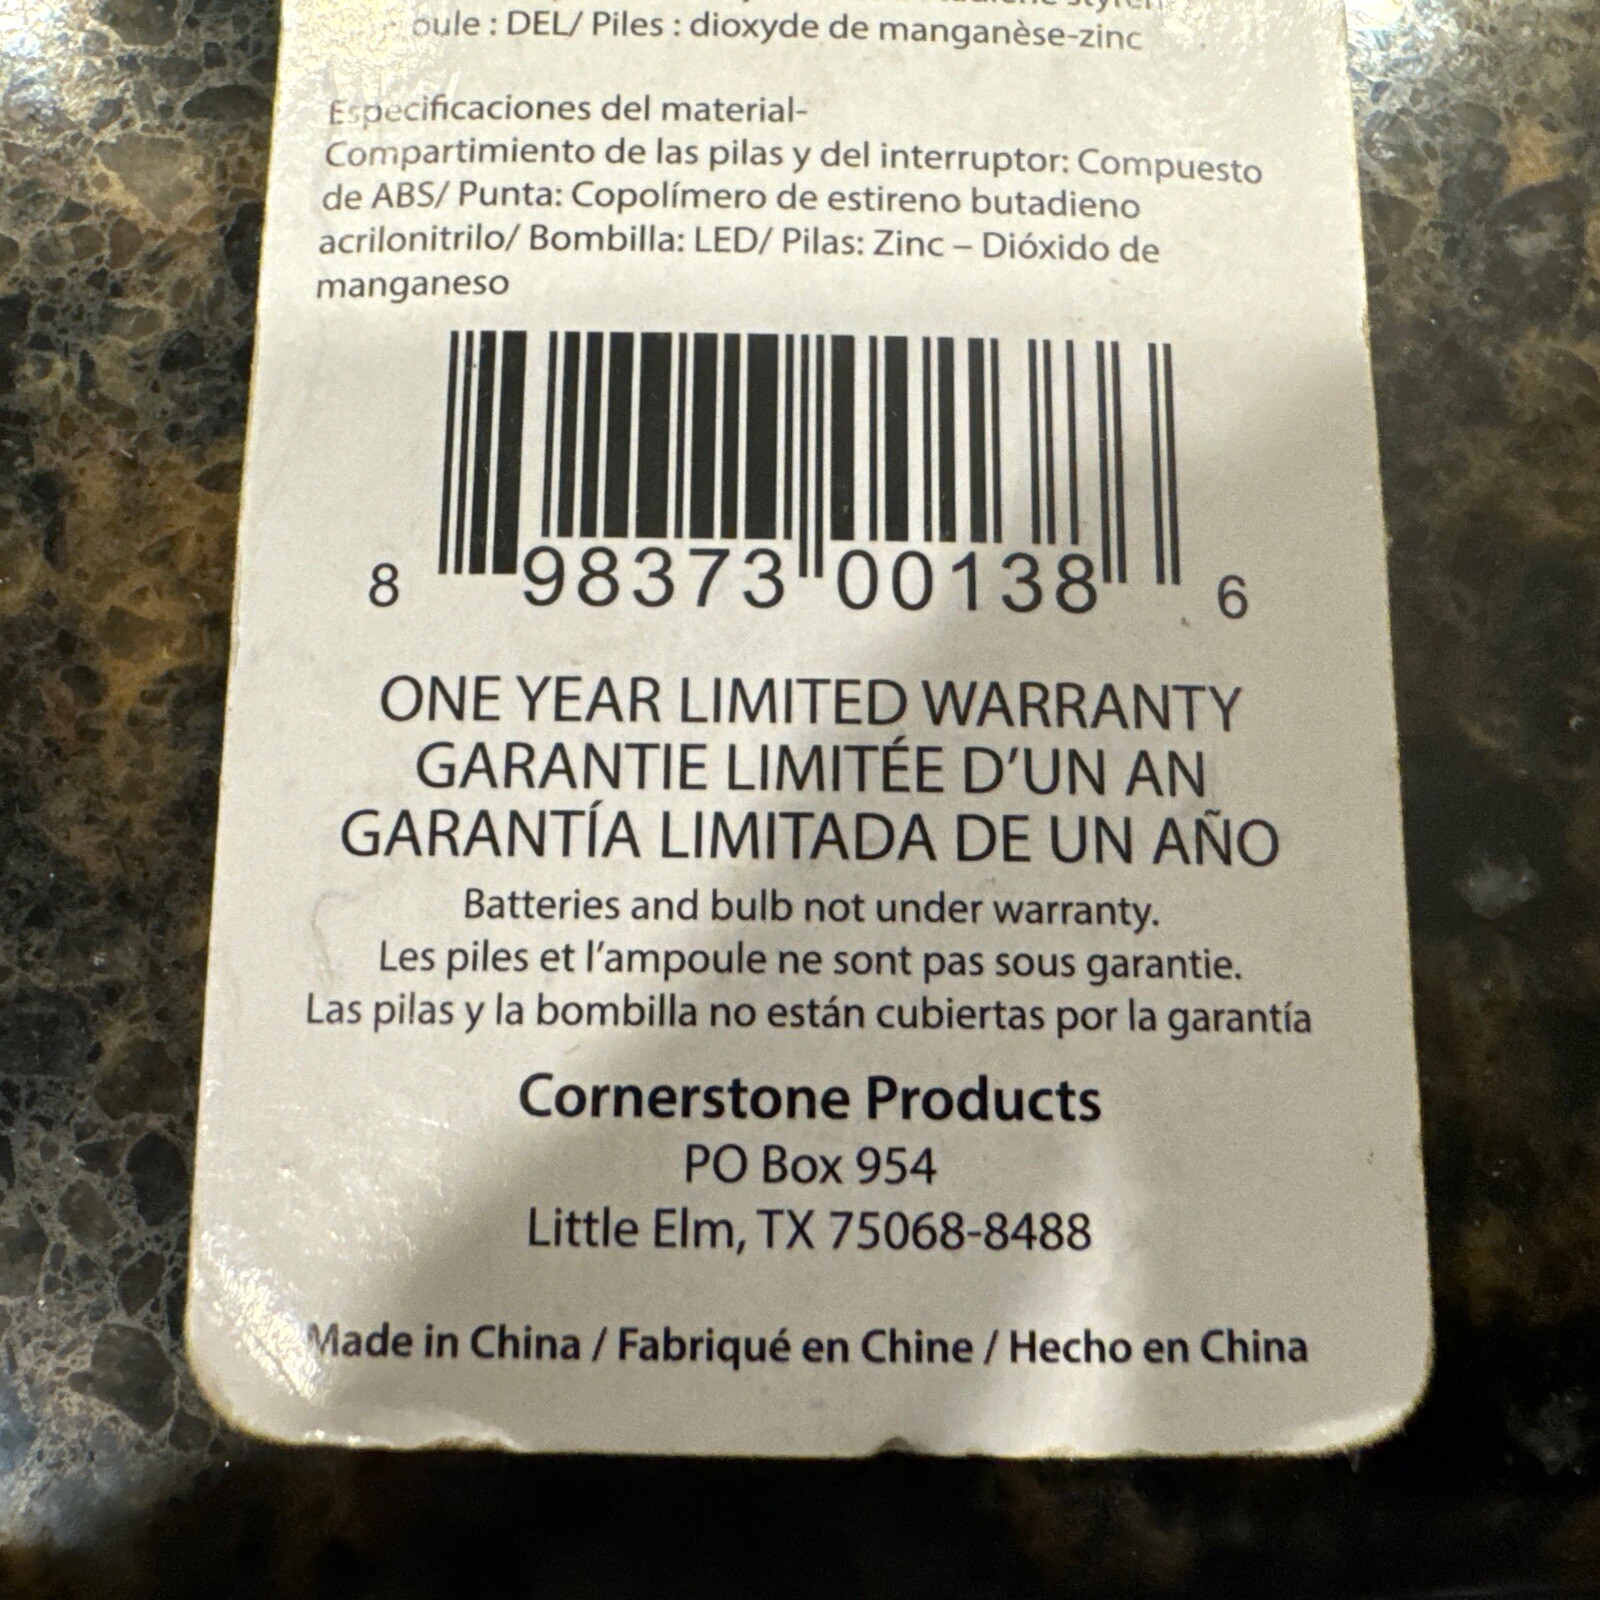 : DEL/ Piles : dioxyde de manganèse-zinc
Especificaciones del material-
Compartimiento de las pilas y del interruptor: Compuesto
de ABS/ Punta: Copolímero de estireno butadieno
acrilonitrilo/ Bombilla: LED/ Pilas: Zinc – Dióxido de
manganeso
8 98373 00138 6
ONE YEAR LIMITED WARRANTY
GARANTIE LIMITÉE D'UN AN
GARANTÍA LIMITADA DE UN AÑO
Batteries and bulb not under warranty.
Les piles et l'ampoule ne sont pas sous garantie.
Las pilas y la bombilla no están cubiertas por la garantía
Cornerstone Products
PO Box 954
Little Elm, TX 75068-8488
Made in China / Fabriqué en Chine / Hecho en China